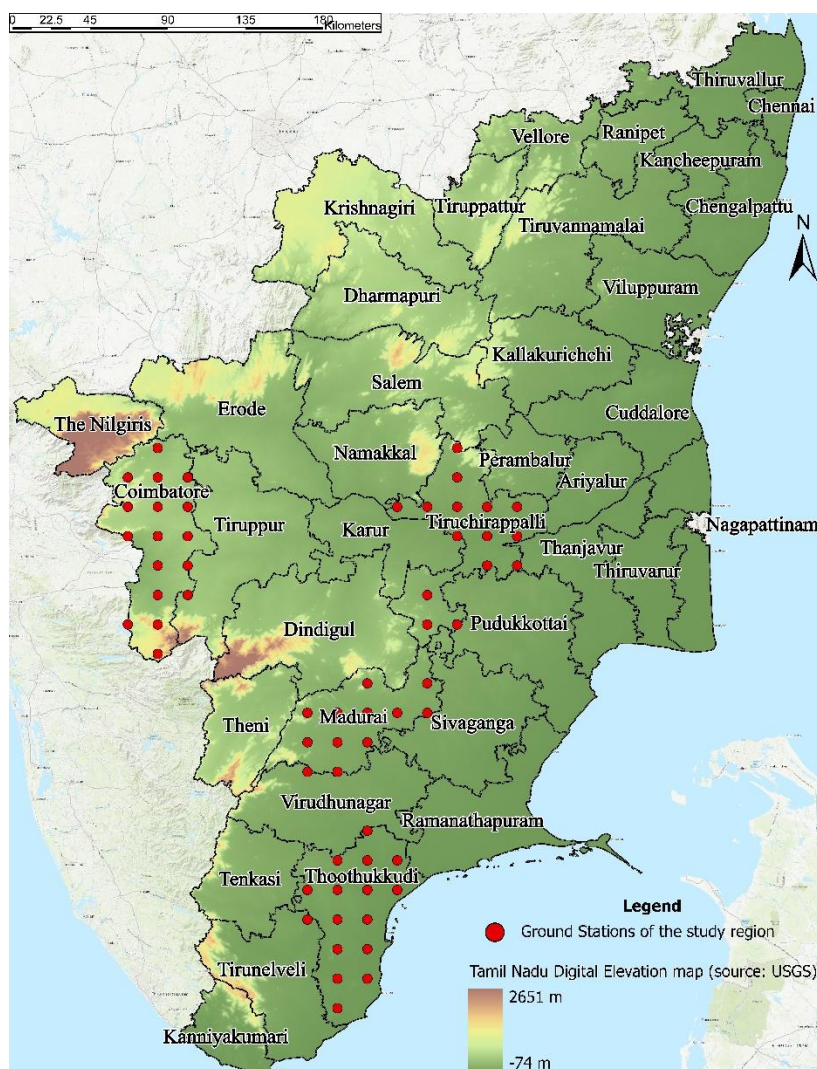 0 22.5 45 90 135 180
Kilometers
Thiruvallur
Chennai
Vellore
Ranipet
Kancheepuram
Krishnagiri
Tiruppattur
Tiruvannamalai
Chengalpattu
N
Dharmapuri
Viluppuram
Kallakurichchi
Salem
Erode
Cuddalore
The Nilgiris
Namakkal
Perambalur
Ariyalur
Coimbatore
Tiruppur
Karur
Tiruchirappalli
Nagapattinam
Thanjavur
Thiruvarur
Dindigul
Pudukkottai
Theni
Madurai
Sivaganga
Virudhunagar
Ramanathapuram
Tenkasi
Thoothukkudi
Tirunelveli
Kanniyakumari
Legend
Ground Stations of the study region
Tamil Nadu Digital Elevation map (source: USGS)
2651 m
-74 m